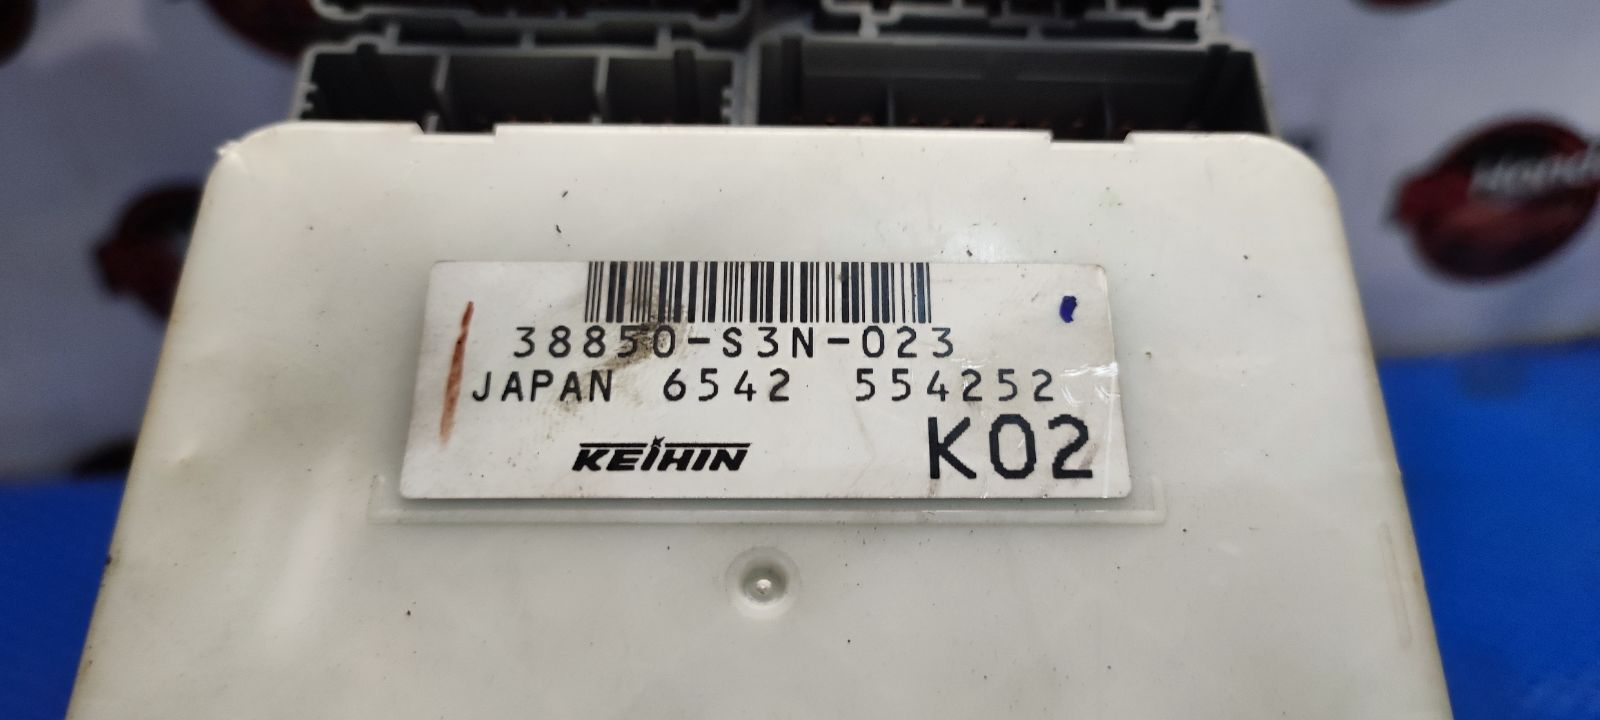 38850-S3N-023
JAPAN 6542 554252
KEIHIN
K02